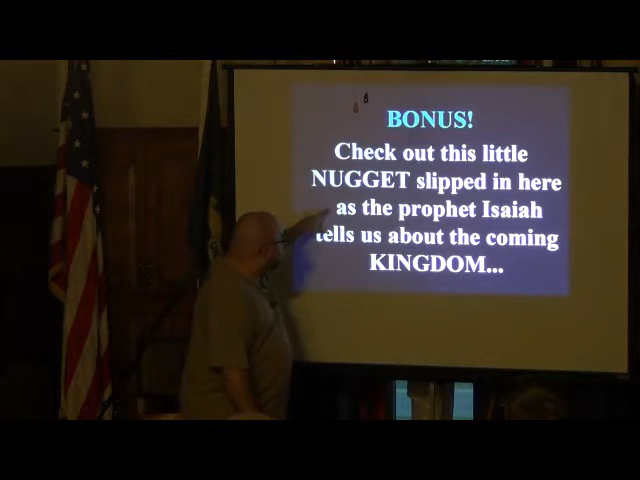 BONUS!
Check out this little
NUGGET slipped in here
as the prophet Isaiah
tells us about the coming
KINGDOM...